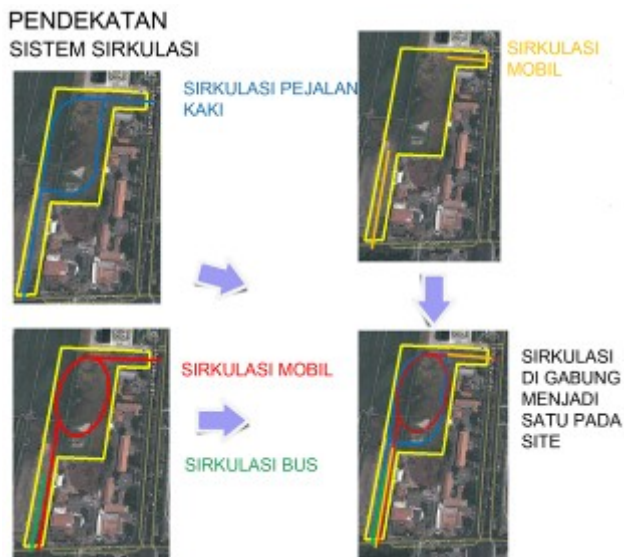 PENDEKATAN
SISTEM SIRKULASI
SIRKULASI PEJALAN
KAKI
SIRKULASI
MOBIL
SIRKULASI MOBIL
SIRKULASI BUS
SIRKULASI
DI GABUNG
MENJADI
SATU PADA
SITE